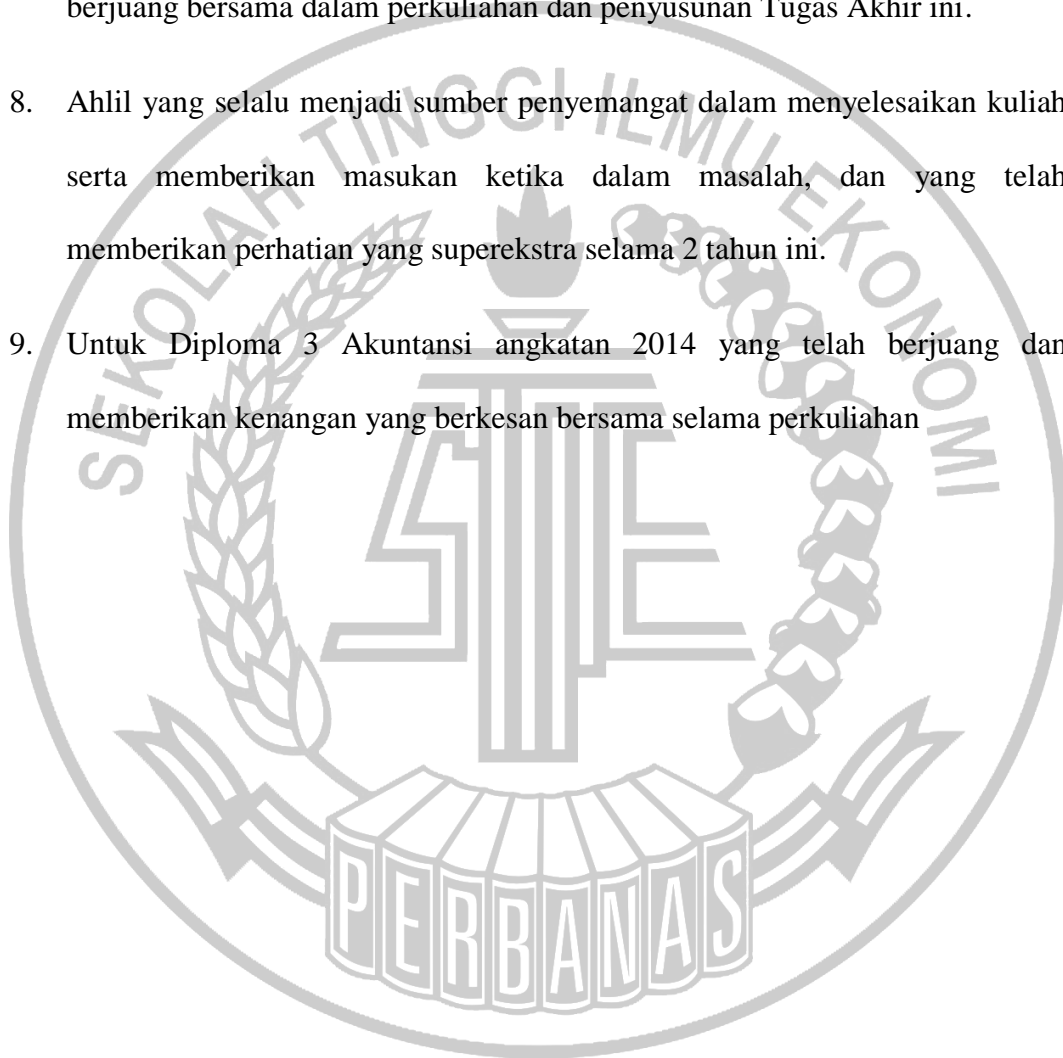 berjuang bersama dalam perkuliahan dan penyusunan Tugas Akhir ini.
8. Ahlil yang selalu menjadi sumber penyemangat dalam menyelesaikan kuliah
serta memberikan masukan ketika dalam masalah, dan yang telah
memberikan perhatian yang superekstra selama 2 tahun ini.
9. Untuk Diploma 3 Akuntansi angkatan 2014 yang telah berjuang dan
memberikan kenangan yang berkesan bersama selama perkuliahan
SEKOLAH TINGGI ILMU EKONOMI
STIE
PERBANAS